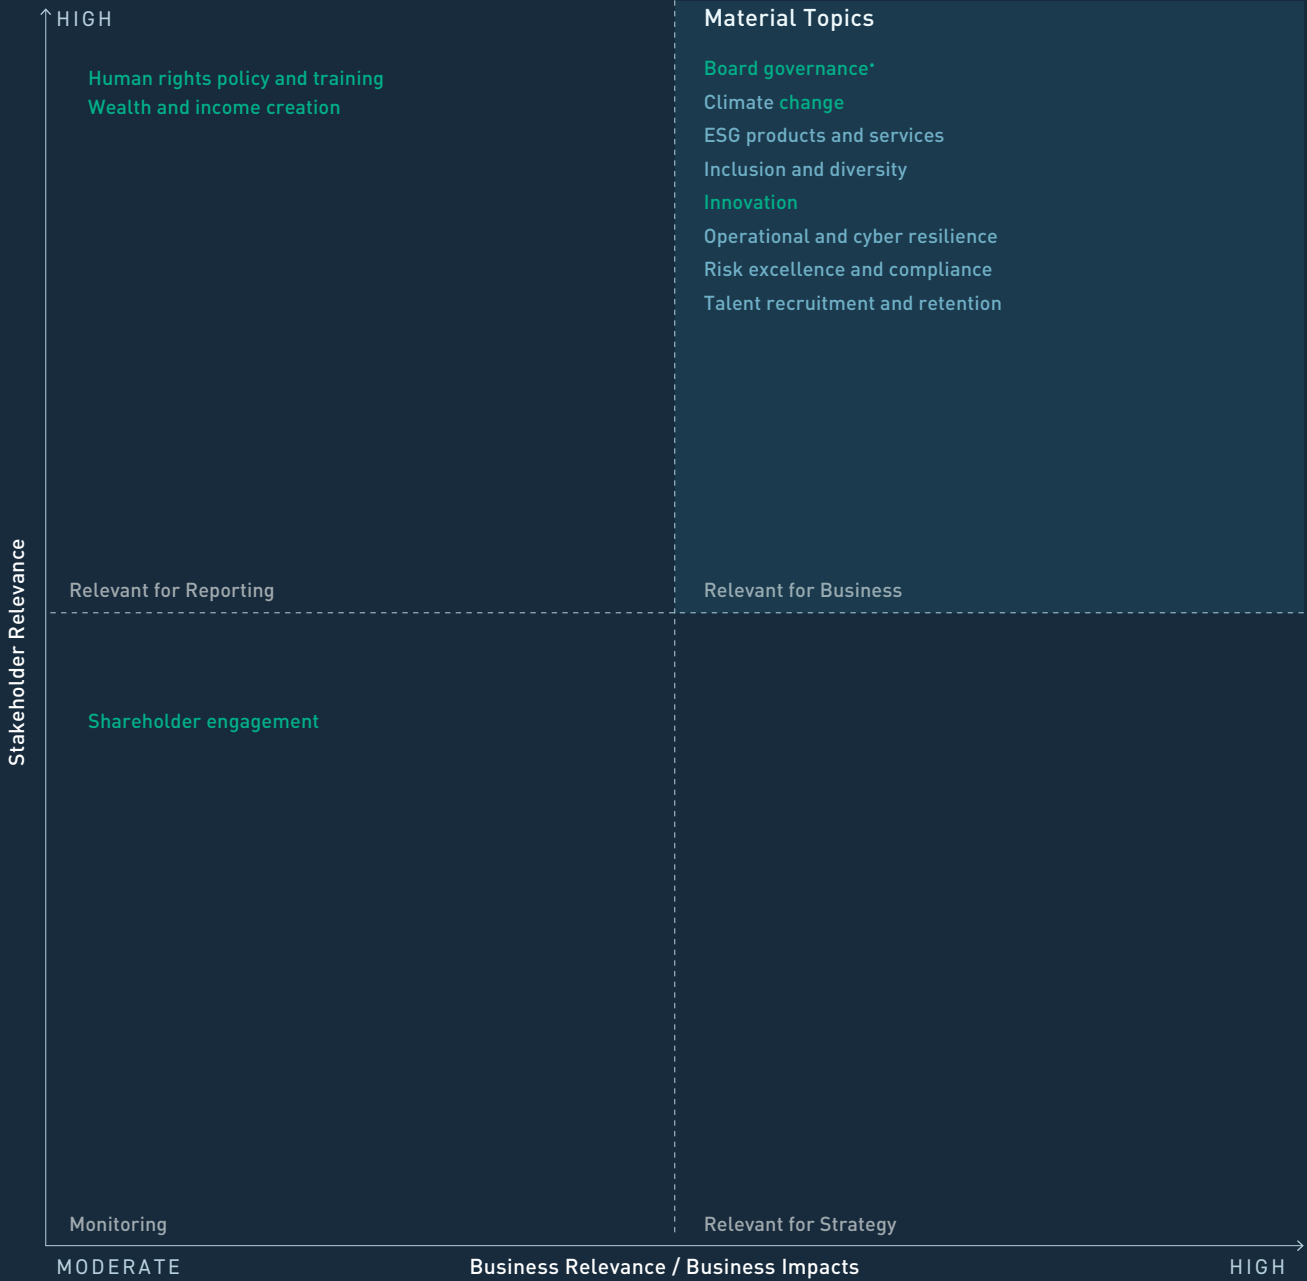 HIGH
Human rights policy and training
Wealth and income creation
Relevant for Reporting
Material Topics
Board governance*
Climate change
ESG products and services
Inclusion and diversity
Innovation
Operational and cyber resilience
Risk excellence and compliance
Talent recruitment and retention
Relevant for Business
Stakeholder Relevance
Shareholder engagement
Monitoring
Relevant for Strategy
MODERATE
Business Relevance / Business Impacts
HIGH